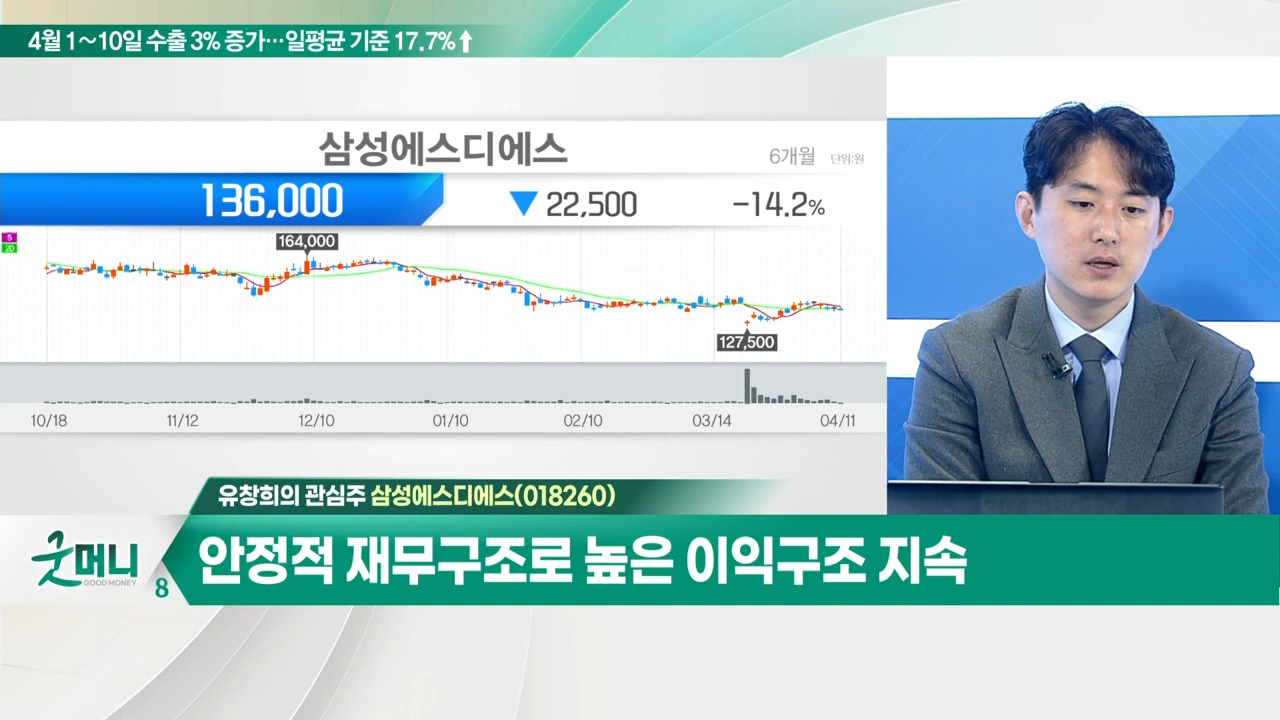 4월 1~10일 수출 3% 증가…일평균 기준 17.7%↑
삼성에스디에스
6개월 단위:원
136,000 ▼ 22,500 -14.2%
5
20
164,000
127,500
10/18 11/12 12/10 01/10 02/10 03/14 04/11
유창희의 관심주 삼성에스디에스(018260)
굿머니
GOOD MONEY
8
안정적 재무구조로 높은 이익구조 지속